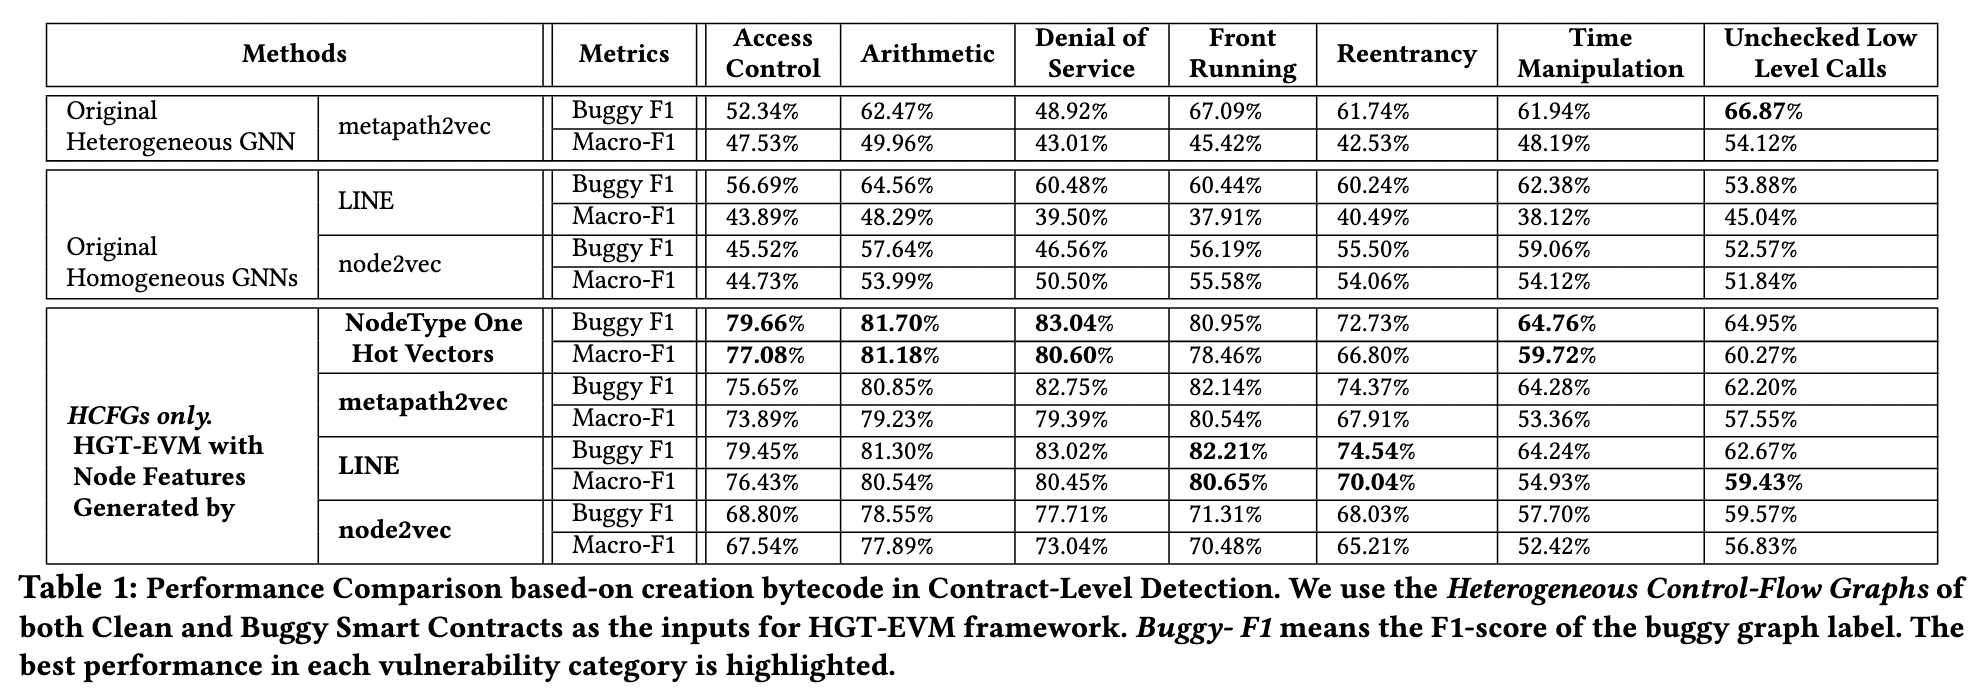 Methods Metrics Access Control Arithmetic Denial of Service Front Running Reentrancy Time Manipulation Unchecked Low Level Calls
Original Heterogeneous GNN metapath2vec Buggy F1 52.34% 62.47% 48.92% 67.09% 61.74% 61.94% 66.87%
Macro-F1 47.53% 49.96% 43.01% 45.42% 42.53% 48.19% 54.12%
Original Homogeneous GNNs LINE Buggy F1 56.69% 64.56% 60.48% 60.44% 60.24% 62.38% 53.88%
Macro-F1 43.89% 48.29% 39.50% 37.91% 40.49% 38.12% 45.04%
node2vec Buggy F1 45.52% 57.64% 46.56% 56.19% 55.50% 59.06% 52.57%
Macro-F1 44.73% 53.99% 50.50% 55.58% 54.06% 54.12% 51.84%
HCFGs only. HGT-EVM with Node Features Generated by NodeType One Hot Vectors Buggy F1 79.66% 81.70% 83.04% 80.95% 72.73% 64.76% 64.95%
Macro-F1 77.08% 81.18% 80.60% 78.46% 66.80% 59.72% 60.27%
metapath2vec Buggy F1 75.65% 80.85% 82.75% 82.14% 74.37% 64.28% 62.20%
Macro-F1 73.89% 79.23% 79.39% 80.54% 67.91% 53.36% 57.55%
LINE Buggy F1 79.45% 81.30% 83.02% 82.21% 74.54% 64.24% 62.67%
Macro-F1 76.43% 80.54% 80.45% 80.65% 70.04% 54.93% 59.43%
node2vec Buggy F1 68.80% 78.55% 77.71% 71.31% 68.03% 57.70% 59.57%
Macro-F1 67.54% 77.89% 73.04% 70.48% 65.21% 52.42% 56.83%
Table 1: Performance Comparison based-on creation bytecode in Contract-Level Detection. We use the Heterogeneous Control-Flow Graphs of
both Clean and Buggy Smart Contracts as the inputs for HGT-EVM framework. Buggy- F1 means the F1-score of the buggy graph label. The
best performance in each vulnerability category is highlighted.